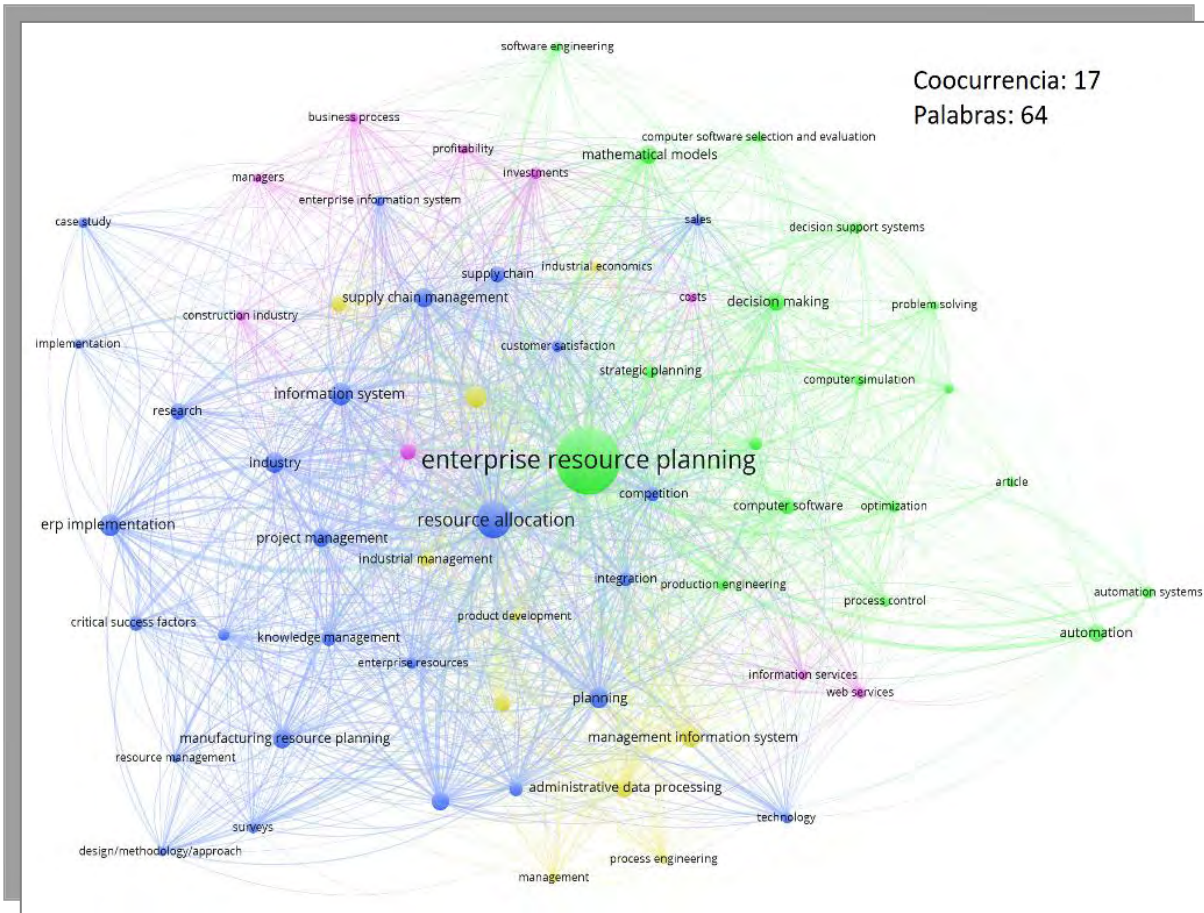 software engineering
Coocurrencia: 17
Palabras: 64
business process
computer software selection and evaluation
profitability
mathematical models
managers
investments
enterprise information system
case study
sales
decision support systems
supply chain
industrial economics
supply chain management
costs
decision making
problem solving
construction industry
implementation
customer satisfaction
strategic planning
computer simulation
information system
research
industry
enterprise resource planning
article
competition
computer software
optimization
resource allocation
erp implementation
project management
industrial management
integration
production engineering
automation systems
process control
product development
critical success factors
knowledge management
automation
enterprise resources
information services
web services
planning
manufacturing resource planning
management information system
resource management
administrative data processing
technology
surveys
design/methodology/approach
process engineering
management